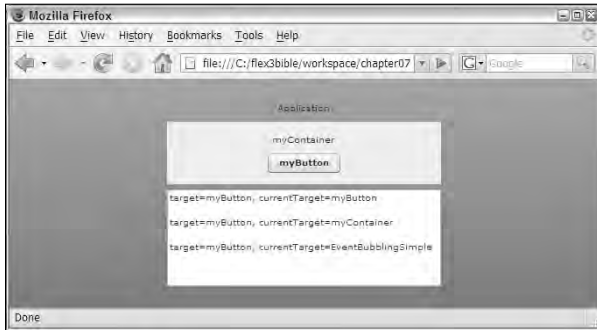 Mozilla Firefox
File Edit View History Bookmarks Tools Help
file:///C:/flex3bible/workspace/chapter07 G Google
Application
myContainer
myButton
target=myButton, currentTarget=myButton
target=myButton, currentTarget=myContainer
target=myButton, currentTarget=EventBubblingSimple
Done